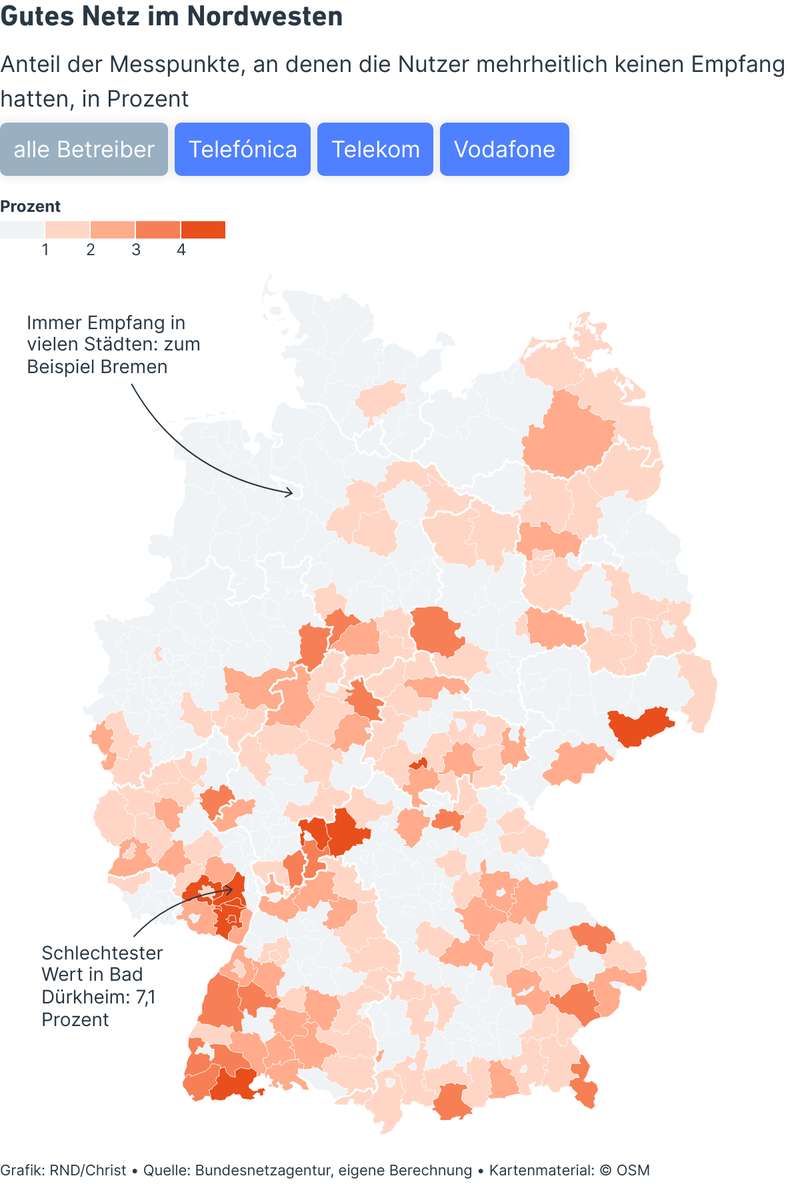 Gutes Netz im Nordwesten
Anteil der Messpunkte, an denen die Nutzer mehrheitlich keinen Empfang
hatten, in Prozent
alle Betreiber
Telefónica
Telekom
Vodafone
Prozent
1 2 3 4
Immer Empfang in
vielen Städten: zum
Beispiel Bremen
Schlechtester
Wert in Bad
Dürkheim: 7,1
Prozent
Grafik: RND/Christ • Quelle: Bundesnetzagentur, eigene Berechnung • Kartenmaterial: © OSM